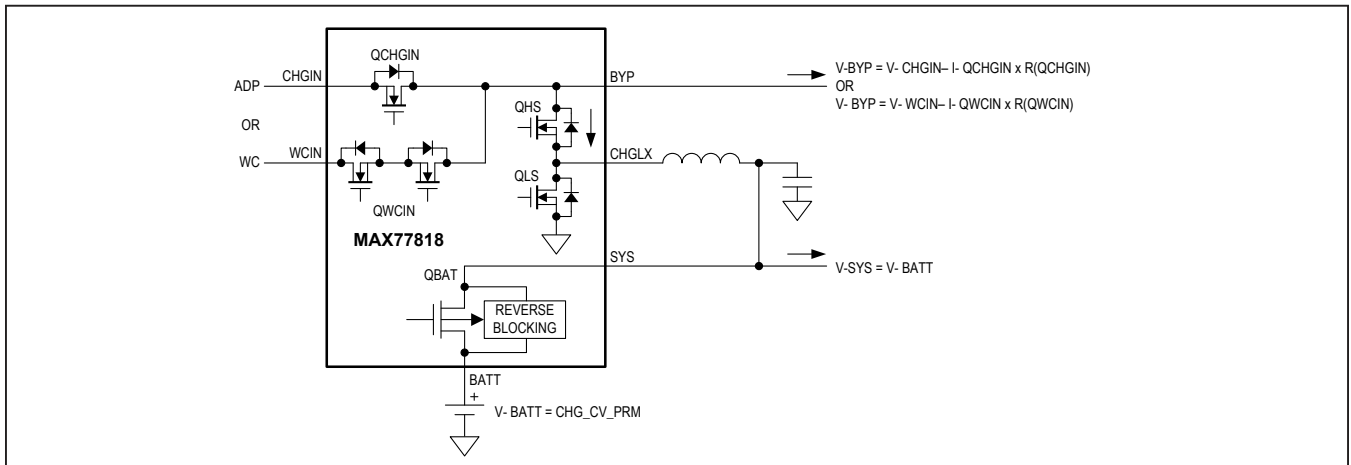 QCHGIN
ADP
CHGIN
BYP
V-BYP = V- CHGIN– I- QCHGIN x R(QCHGIN)
OR
V- BYP = V- WCIN– I- QWCIN x R(QWCIN)
OR
QHS
WC
WCIN
CHGLX
QLS
QWCIN
MAX77818
SYS
V-SYS = V- BATT
QBAT
REVERSE
BLOCKING
BATT
+
V- BATT = CHG_CV_PRM